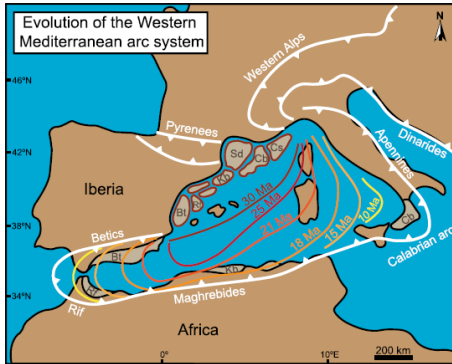 Evolution of the Western
Mediterranean arc system
N
Western Alps
46°N
Pyrenees
Dinarides
Apennines
42°N
Sd
Cs
Cb
Kb
Iberia
Rf
Bt
30 Ma
25 Ma
21 Ma
18 Ma
15 Ma
10 Ma
Cb
38°N
Betics
Bt
Kb
Calabrian arc
34°N
Rf
Rif
Maghrebides
Africa
0°
10°E
200 km